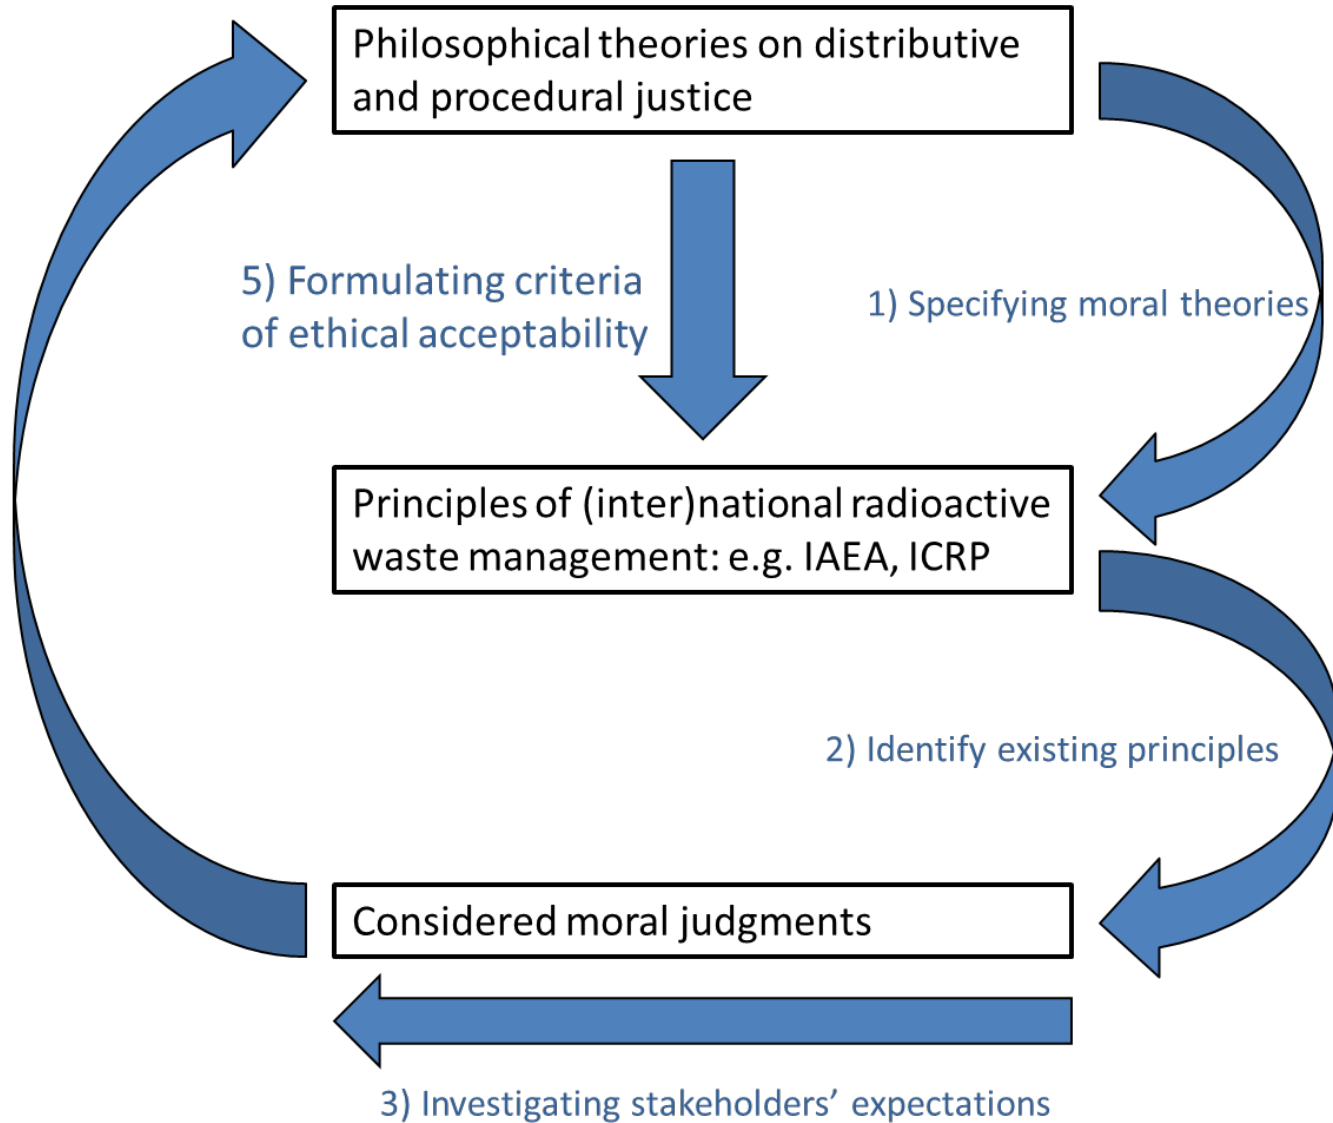 Philosophical theories on distributive
and procedural justice
5) Formulating criteria
of ethical acceptability
1) Specifying moral theories
Principles of (inter)national radioactive
waste management: e.g. IAEA, ICRP
2) Identify existing principles
Considered moral judgments
3) Investigating stakeholders’ expectations